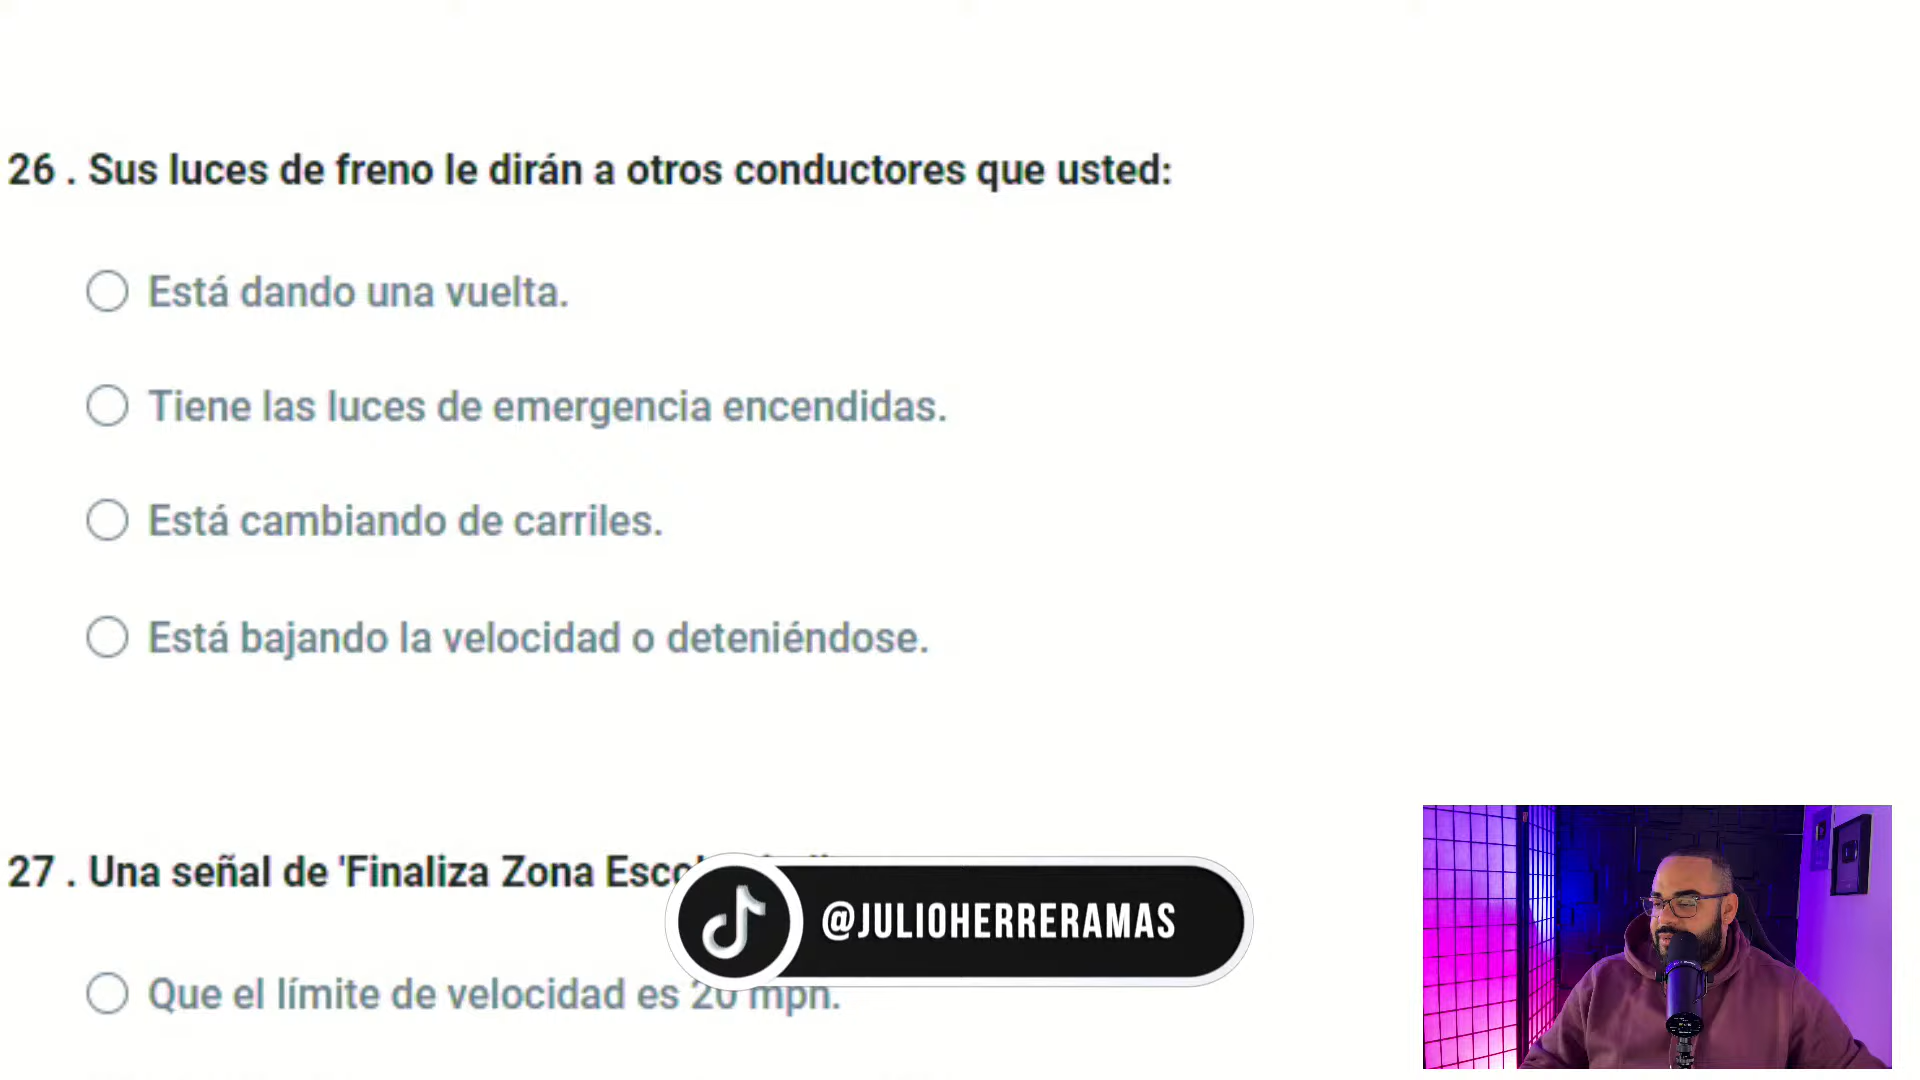 26 . Sus luces de freno le dirán a otros conductores que usted:
Está dando una vuelta.
Tiene las luces de emergencia encendidas.
Está cambiando de carriles.
Está bajando la velocidad o deteniéndose.
27 . Una señal de 'Finaliza Zona
@JULIOHERRERAMAS
Que el límite de velocidad es 20 mph.